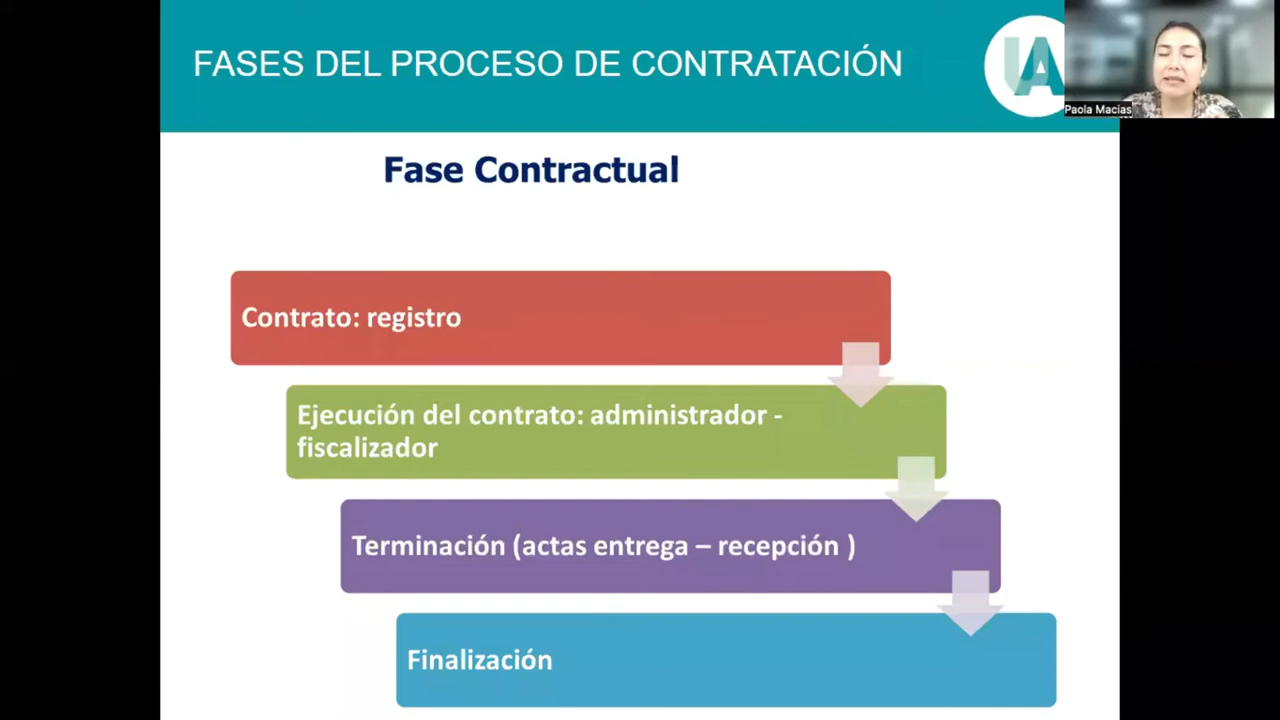 FASES DEL PROCESO DE CONTRATACIÓN
UA
Paola Macias
Fase Contractual
Contrato: registro
Ejecución del contrato: administrador -
fiscalizador
Terminación (actas entrega – recepción )
Finalización